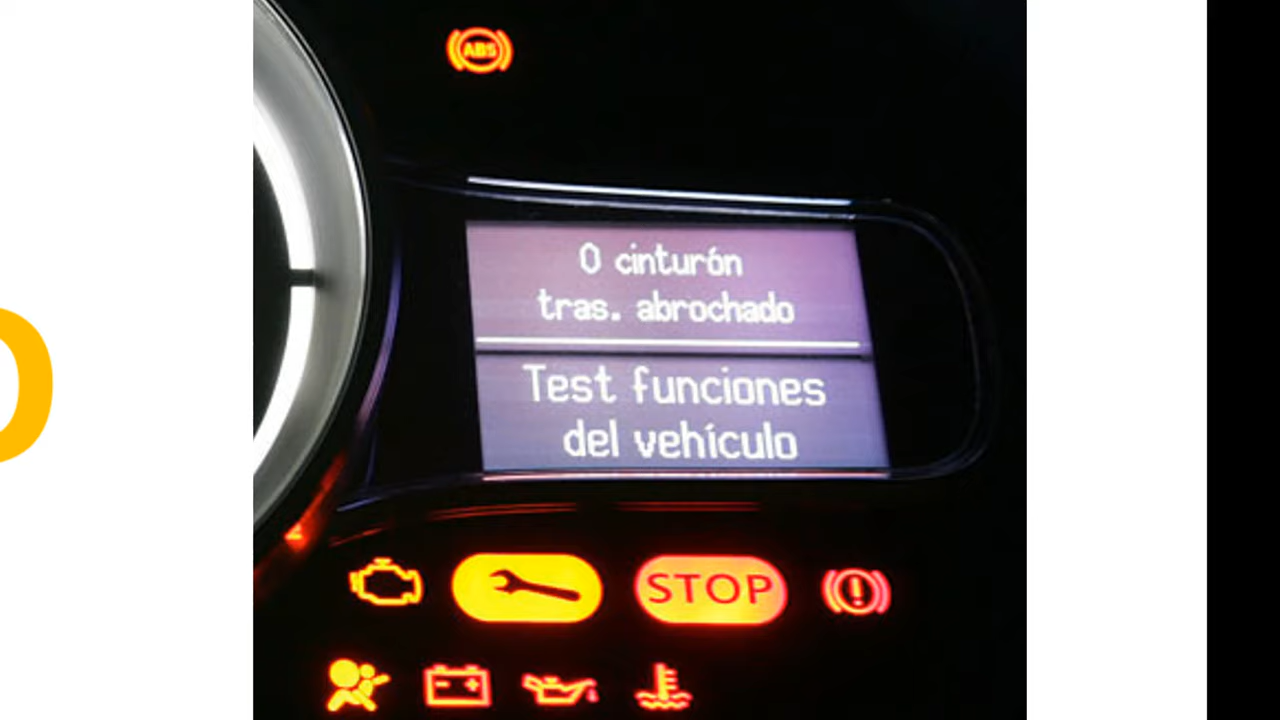 ABS
0 cinturón
tras. abrochado
Test funciones
del vehículo
STOP